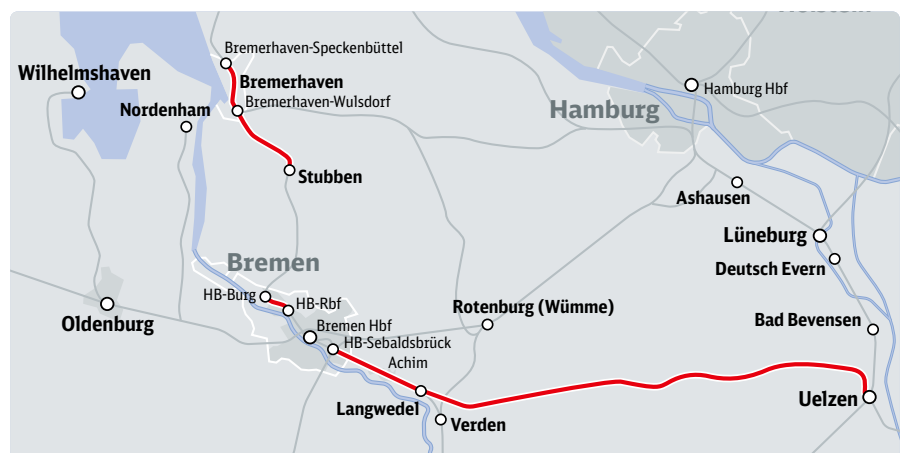 Bremerhaven-Speckenbüttel
Wilhelmshaven
Bremerhaven
Hamburg Hbf
Bremerhaven-Wulsdorf
Nordenham
Hamburg
Stubben
Ashausen
Lüneburg
Bremen
Deutsch Evern
HB-Burg
HB-Rbf
Rotenburg (Wümme)
Oldenburg
Bremen Hbf
Bad Bevensen
HB-Sebaldsbrück
Achim
Uelzen
Langwedel
Verden